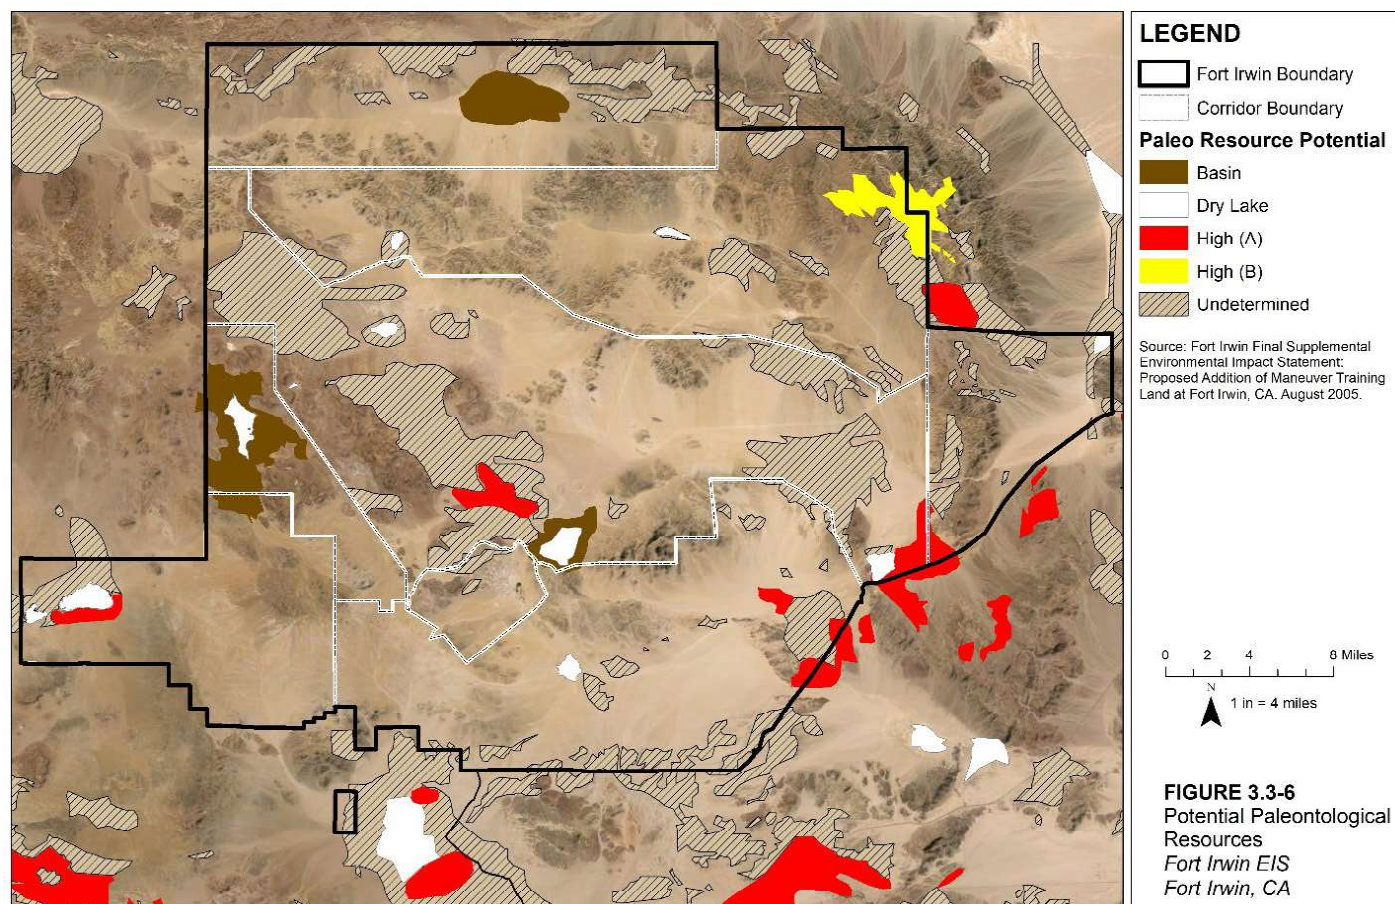 LEGEND
Fort Irwin Boundary
Corridor Boundary
Paleo Resource Potential
Basin
Dry Lake
High (A)
High (B)
Undetermined
Source: Fort Irwin Final Supplemental
Environmental Impact Statement:
Proposed Addition of Maneuver Training
Land at Fort Irwin, CA. August 2005.
0 2 4 8 Miles
N
1 in = 4 miles
FIGURE 3.3-6
Potential Paleontological
Resources
Fort Irwin EIS
Fort Irwin, CA